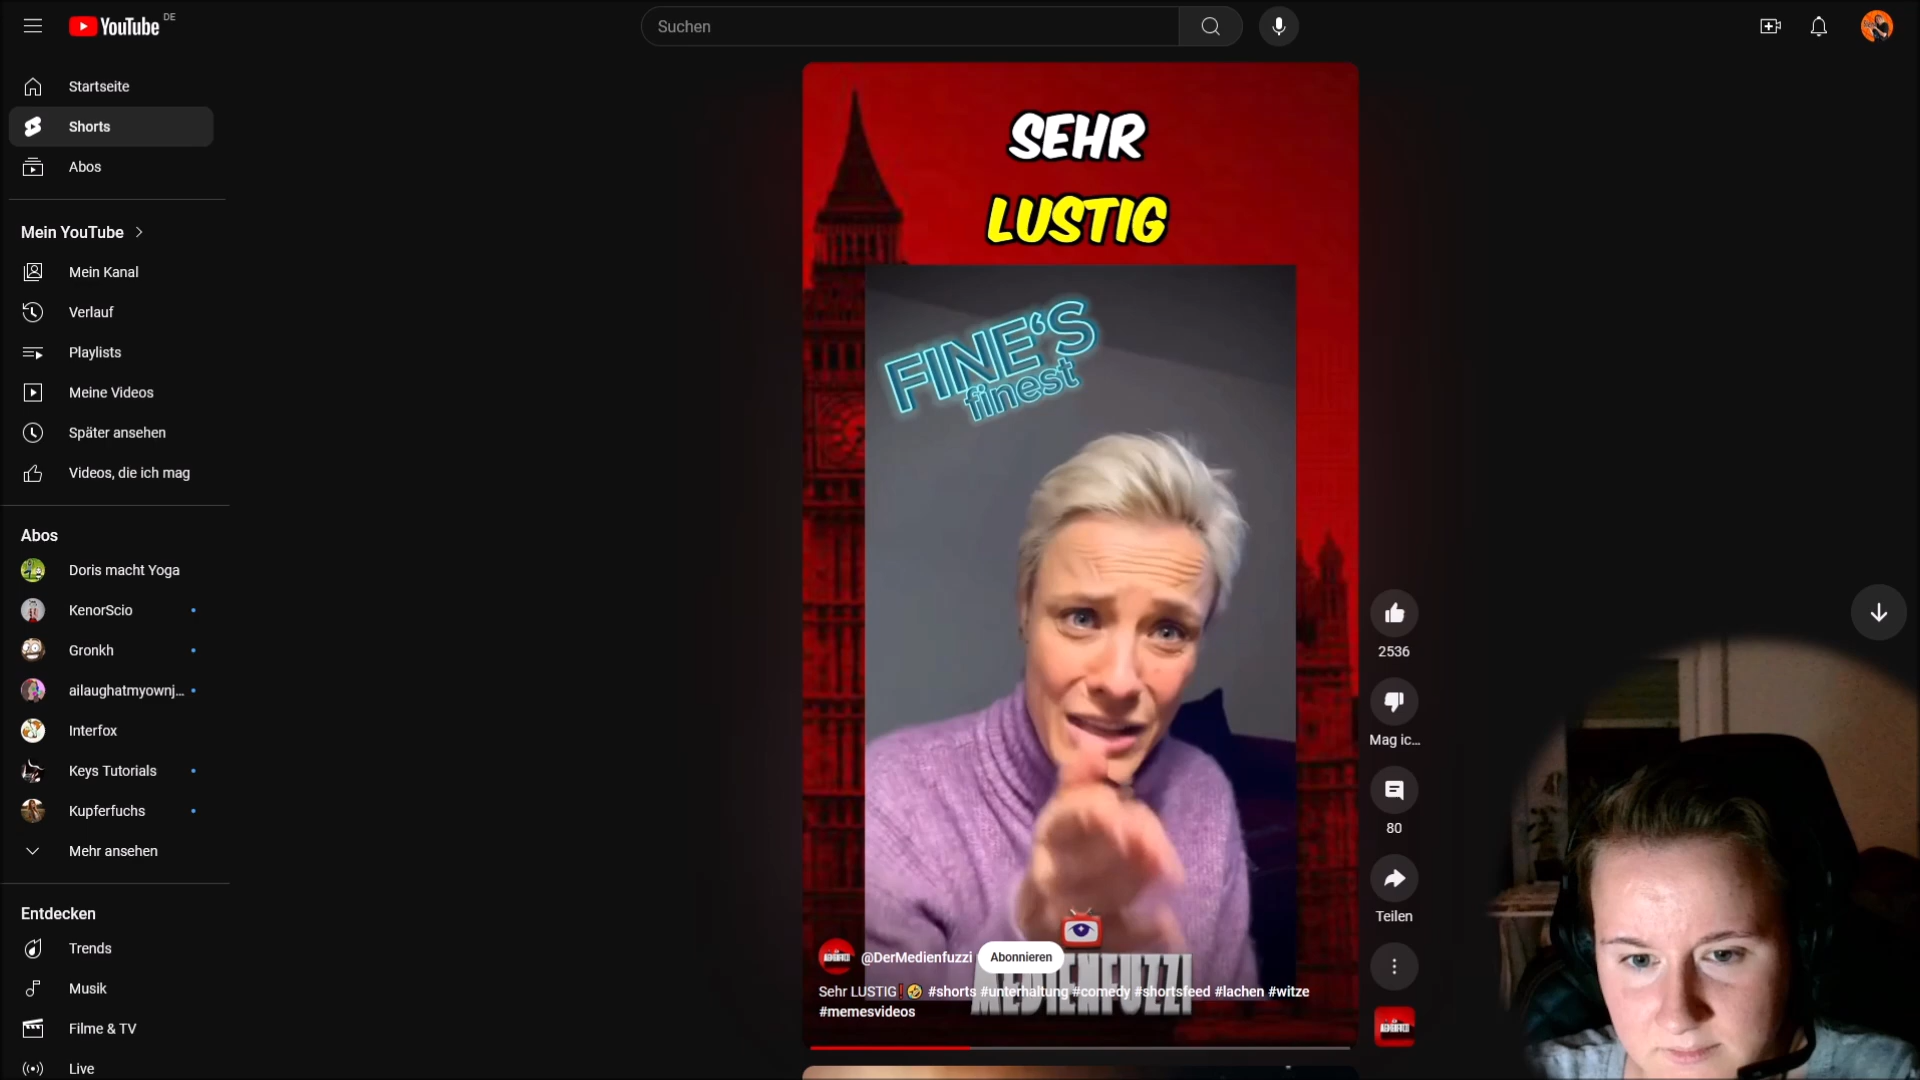 YouTube DE
Suchen
Startseite
Shorts
Abos
Mein YouTube
Mein Kanal
Verlauf
Playlists
Meine Videos
Später ansehen
Videos, die ich mag
Abos
Doris macht Yoga
KenorScio
Gronkh
ailaughatmyownj...
Interfox
Keys Tutorials
Kupferfuchs
Mehr ansehen
Entdecken
Trends
Musik
Filme & TV
Live
SEHR
LUSTIG
FINE'S
finest
2536
Mag ic...
80
Teilen
@DerMedienfuzzi
Abonnieren
MEDIENFUZZI
Sehr LUSTIG❗🤣 #shorts #unterhaltung #comedy #shortsfeed #lachen #witze
#memesvideos